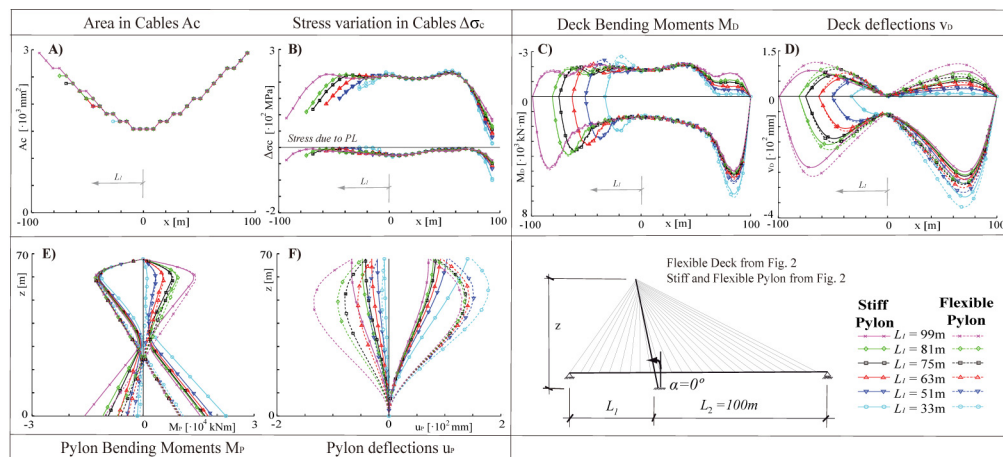 Area in Cables Ac
Stress variation in Cables Δσc
Deck Bending Moments MD
Deck deflections vD
A)
3
Ac [·10³ mm²]
0
L1
-100
0
x [m]
100
B)
3
Δσc [·10² MPa]
Stress due to PL
0
-2
L1
-100
0
x [m]
100
C)
-3
0
MD [·10³ kN·m]
8
L1
-100
0
x [m]
100
D)
1.5
0
vD [·10² mm]
-4
L1
-100
0
x [m]
100
E)
70
z [m]
0
-3
0
MP [·10⁴ kNm]
3
F)
70
z [m]
0
-2
0
uP [·10² mm]
2
Pylon Bending Moments MP
Pylon deflections uP
Flexible Deck from Fig. 2
Stiff and Flexible Pylon from Fig. 2
z
α=0º
L1
L2 =100m
Stiff Pylon
Flexible Pylon
L1 = 99m
L1 = 81m
L1 = 75m
L1 = 63m
L1 = 51m
L1 = 33m